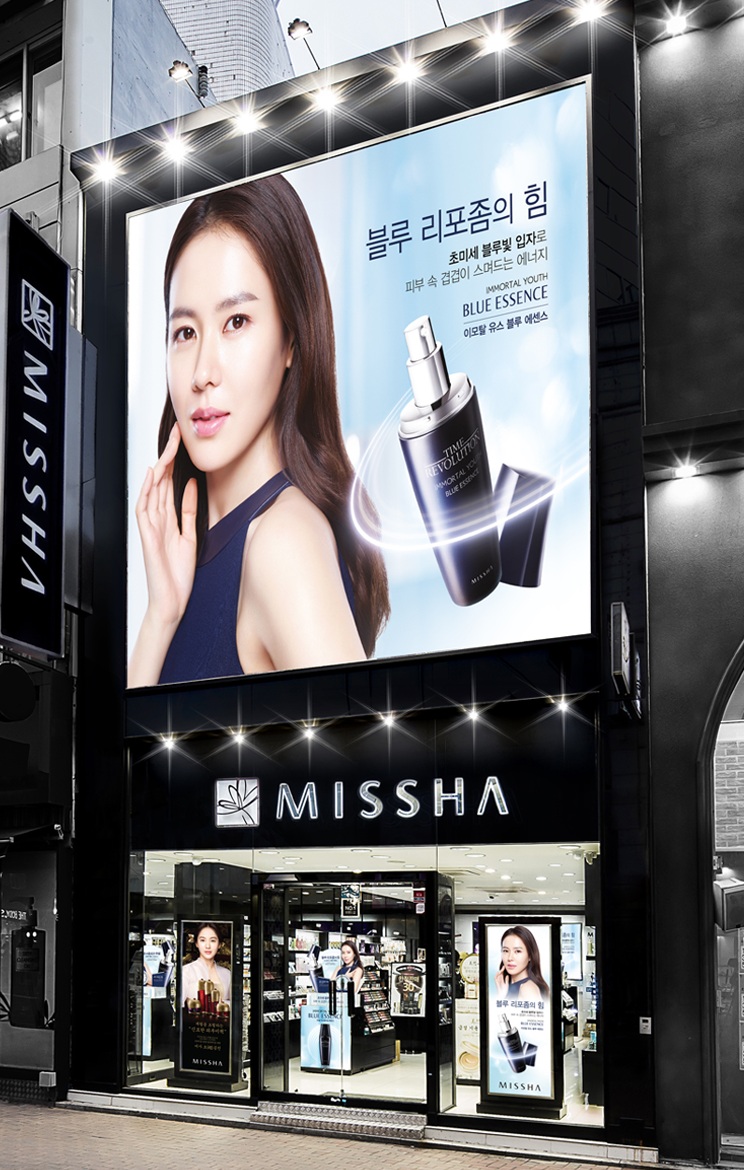 블루 리포좀의 힘
초미세 블루빛 입자로
피부 속 겹겹이 스며드는 에너지
IMMORTAL YOUTH
BLUE ESSENCE
이모탈 유스 블루 에센스
TIME
REVOLUTION
IMMORTAL YOUTH
BLUE ESSENCE
MISSHA
MISSHA
MISSHA
MISSHA
블루 리포좀의 힘
BLUE ESSENCE
MISSHA
BLUE ESSENCE
30